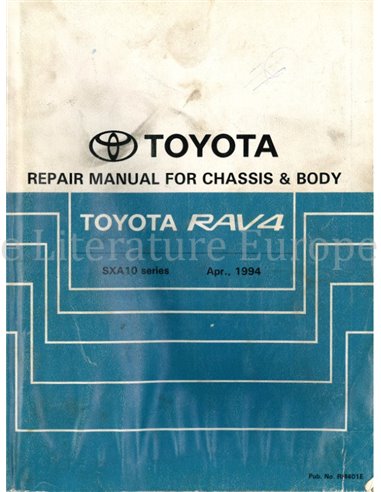 TOYOTA
REPAIR MANUAL FOR CHASSIS & BODY
TOYOTA RAV4
e Literature Europe
SXA10 series Apr., 1994
Pub. No. RM401E